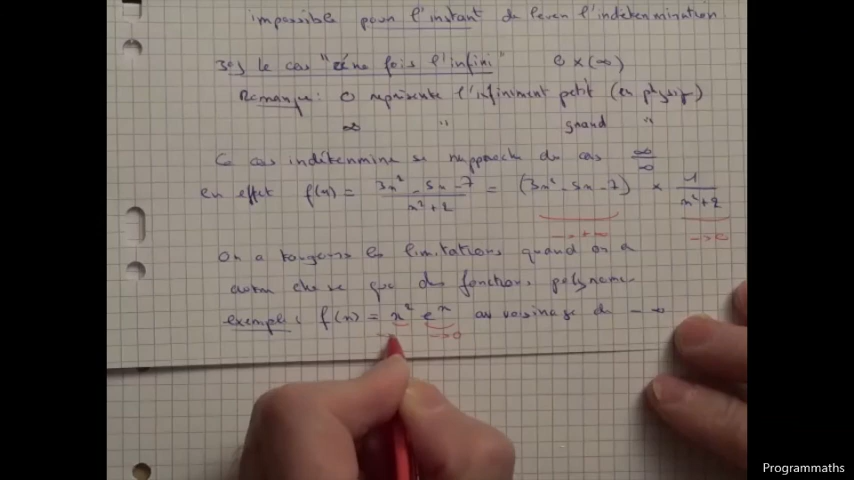 impossible pour l'instant de lever l'indétermination
3°) le cas "zéro fois l'infini" 0 × (∞)
Remarque : 0 représente l'infiniment petit (en physique)
∞ " grand "
Ce cas indéterminé se rapproche du cas ∞/∞
en effet f(x) = (3x² - 5x - 7)/(x² + 2) = (3x² - 5x - 7) × 1/(x² + 2)
→ +∞ → 0
On a toujours les limitations quand on a
autre chose que des fonctions polynome
exemple : f(x) = x² eˣ au voisinage de -∞
→ 0
Programmaths